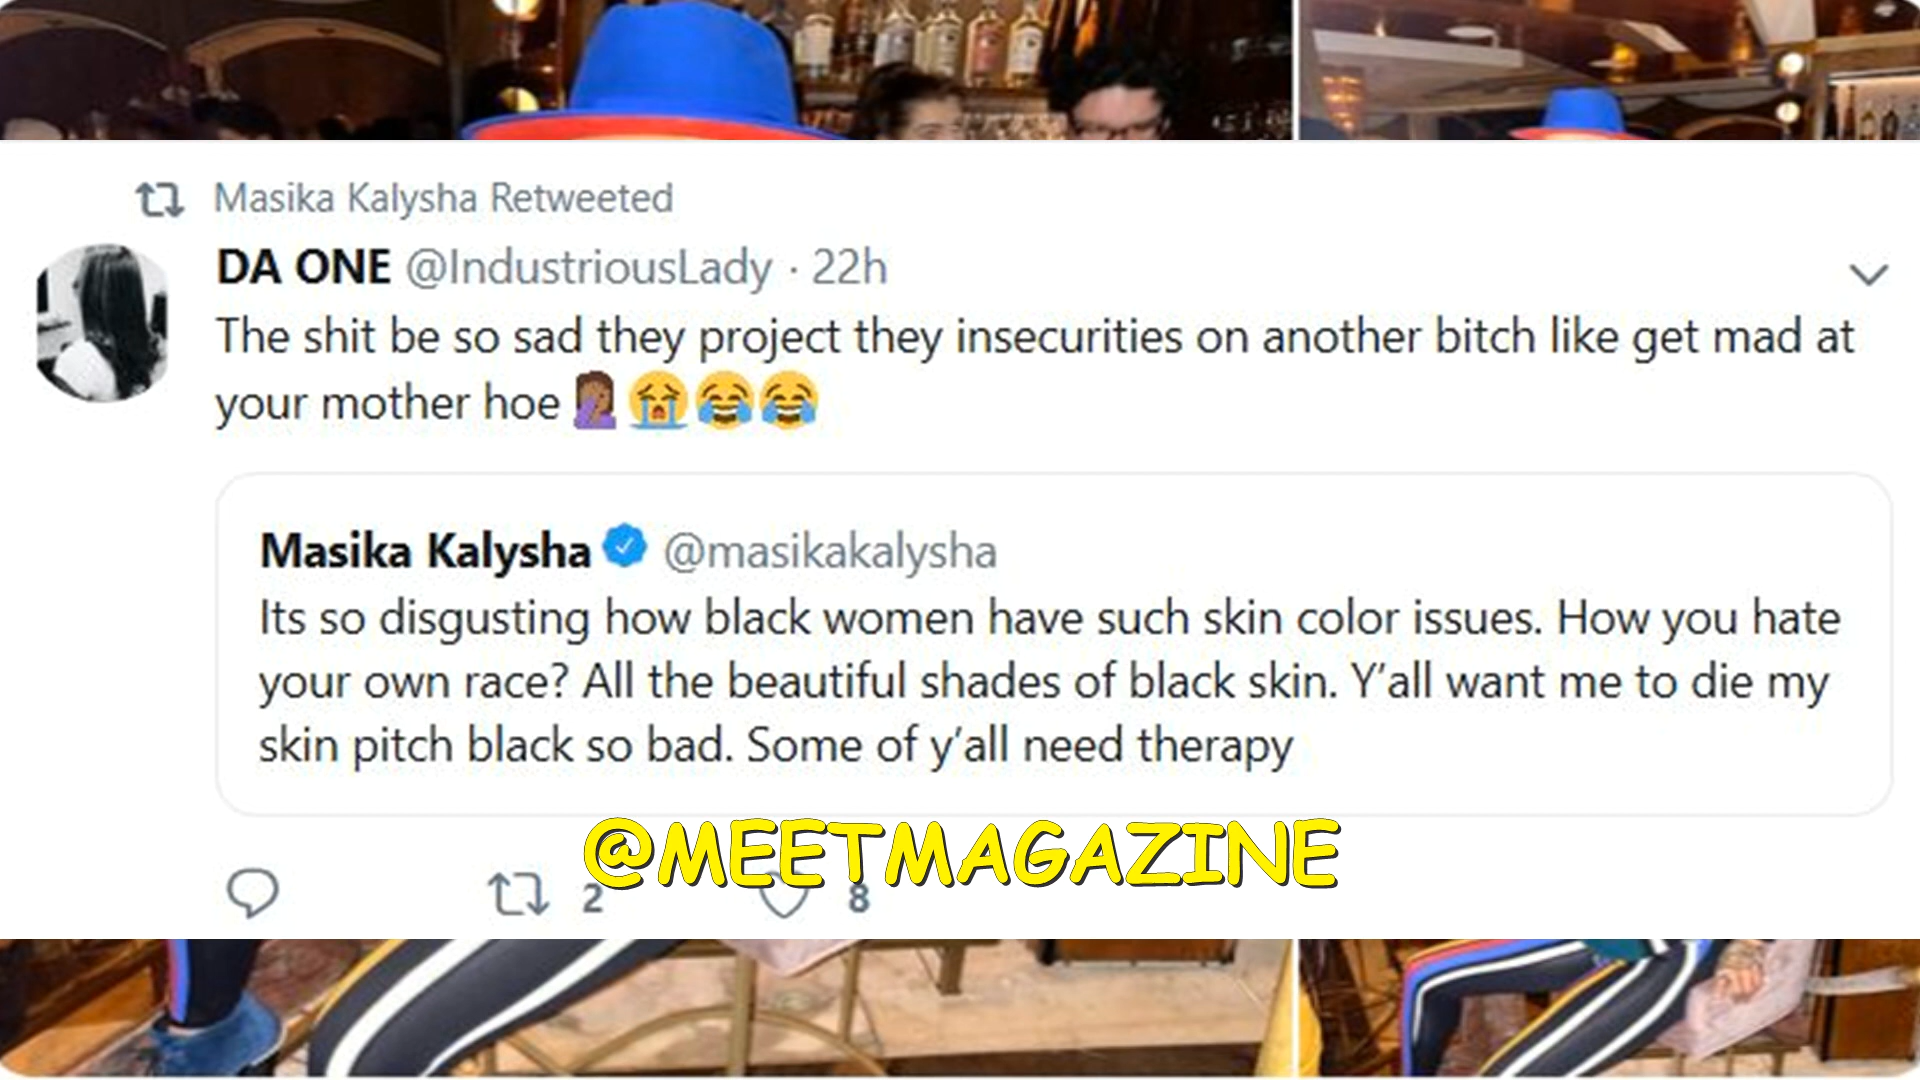 Masika Kalysha Retweeted
DA ONE @IndustriousLady · 22h
The shit be so sad they project they insecurities on another bitch like get mad at
your mother hoe 🤦🏾‍♀️😭😂😂
Masika Kalysha @masikakalysha
Its so disgusting how black women have such skin color issues. How you hate
your own race? All the beautiful shades of black skin. Y’all want me to die my
skin pitch black so bad. Some of y’all need therapy
@MEETMAGAZINE
2 8